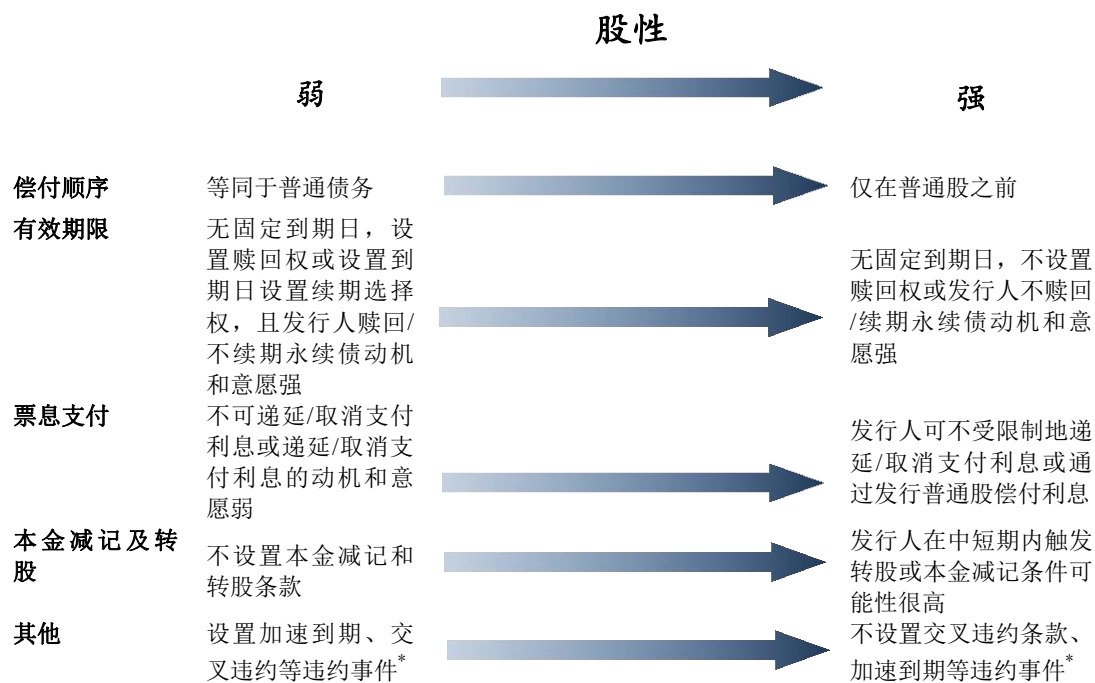 股性
弱
强
偿付顺序
等同于普通债务
仅在普通股之前
有效期限
无固定到期日，设
置赎回权或设置到
期日设置续期选择
权，且发行人赎回/
不续期永续债动机
和意愿强
无固定到期日，不设置
赎回权或发行人不赎回
/续期永续债动机和意
愿强
票息支付
不可递延/取消支付
利息或递延/取消支
付利息的动机和意
愿弱
发行人可不受限制地递
延/取消支付利息或通
过发行普通股偿付利息
本金减记及转
股
不设置本金减记和
转股条款
发行人在中短期内触发
转股或本金减记条件可
能性很高
其他
设置加速到期、交
叉违约等违约事件*
不设置交叉违约条款、
加速到期等违约事件*